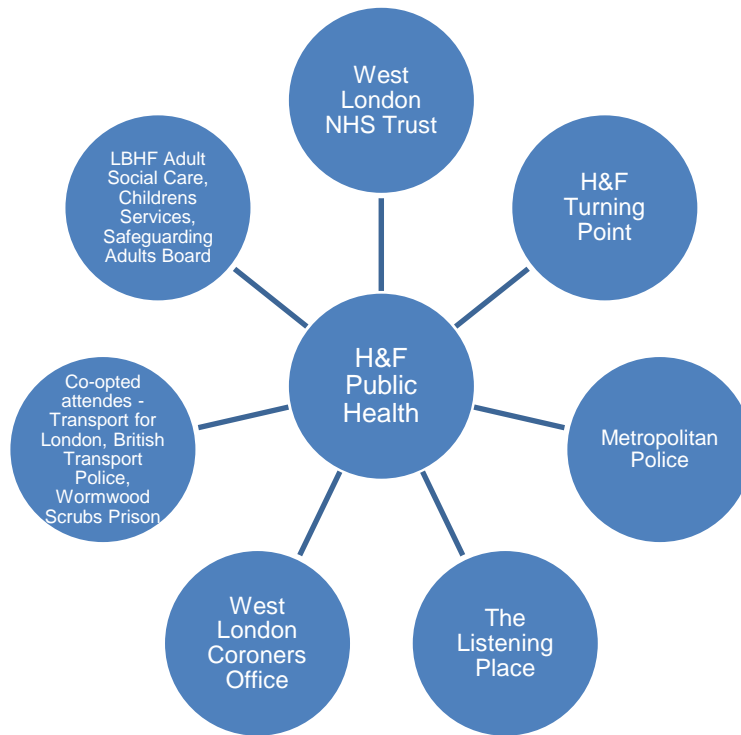 West
London
NHS Trust
H&F
Turning
Point
Metropolitan
Police
The
Listening
Place
West
London
Coroners
Office
Co-opted
attendes -
Transport for
London, British
Transport
Police,
Wormwood
Scrubs Prison
LBHF Adult
Social Care,
Childrens
Services,
Safeguarding
Adults Board
H&F
Public
Health